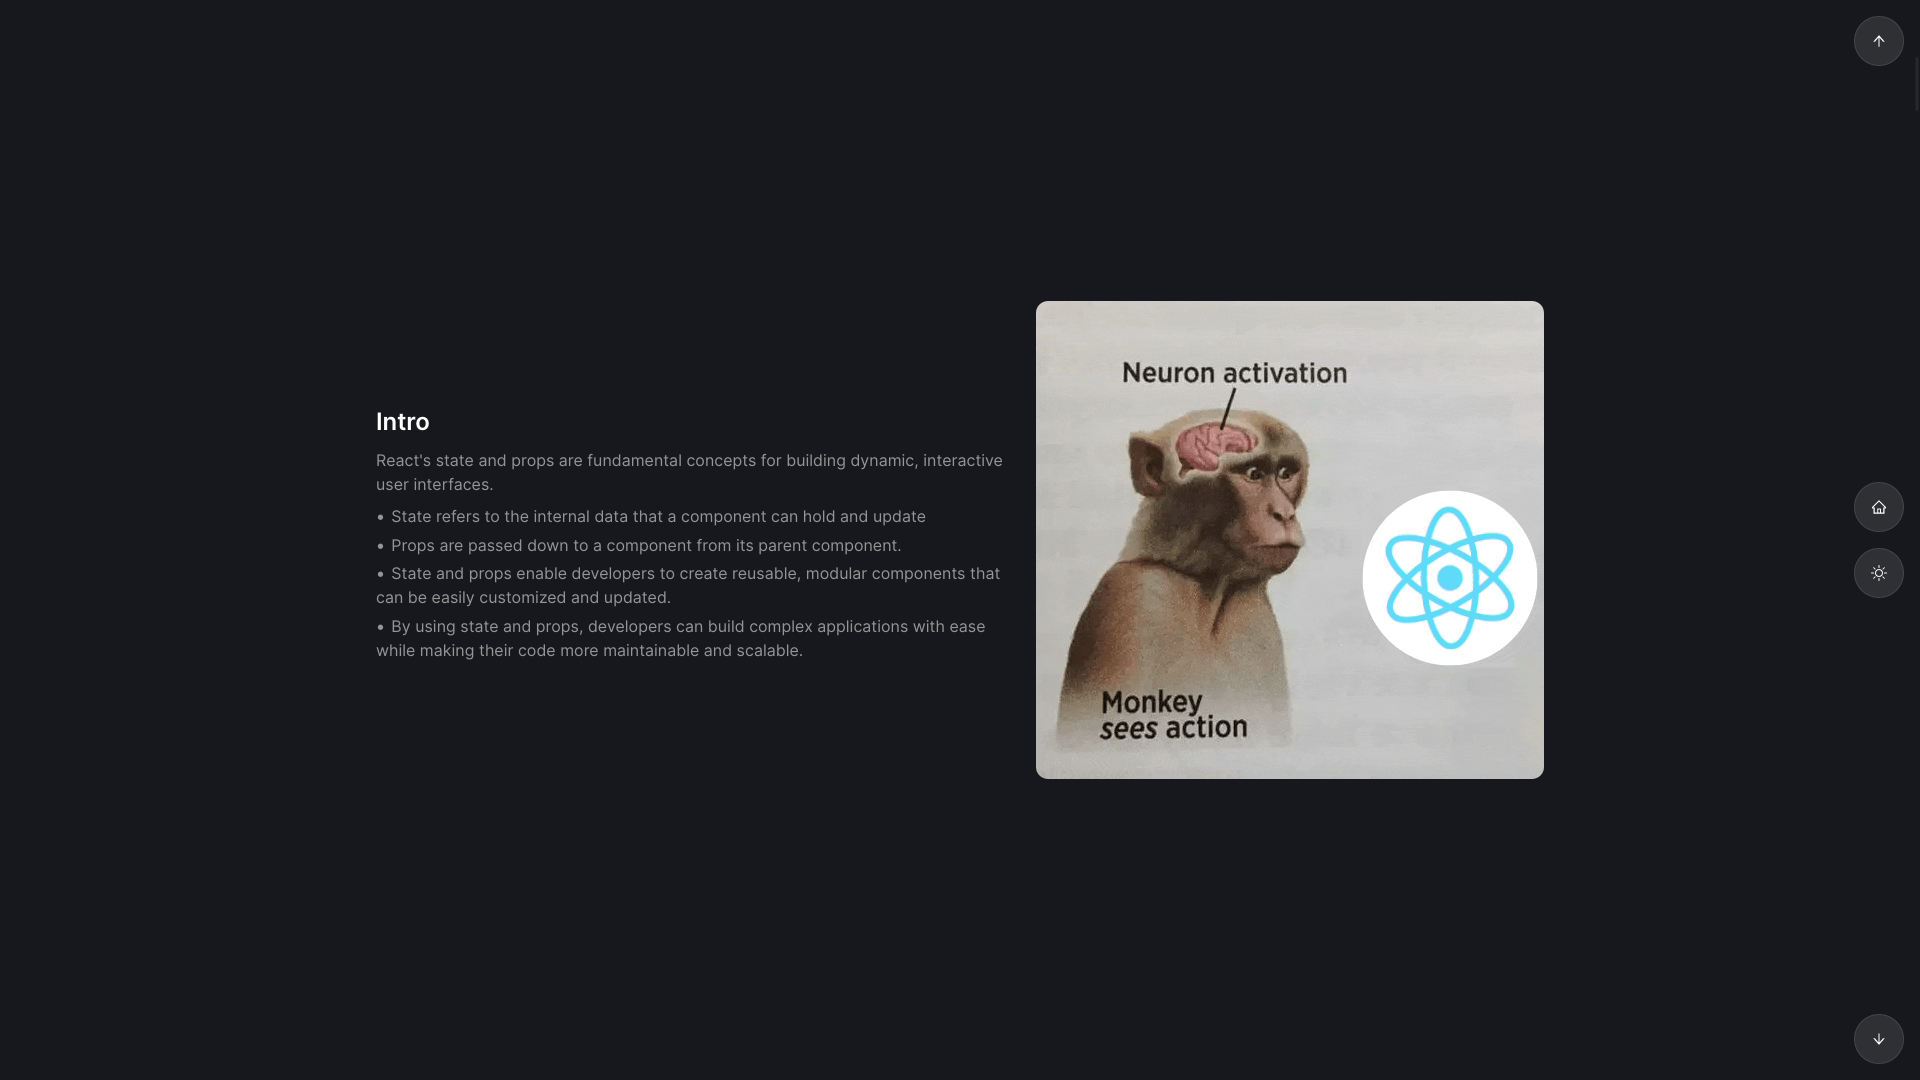 Intro
React's state and props are fundamental concepts for building dynamic, interactive
user interfaces.
• State refers to the internal data that a component can hold and update
• Props are passed down to a component from its parent component.
• State and props enable developers to create reusable, modular components that
can be easily customized and updated.
• By using state and props, developers can build complex applications with ease
while making their code more maintainable and scalable.
Neuron activation
Monkey
sees action